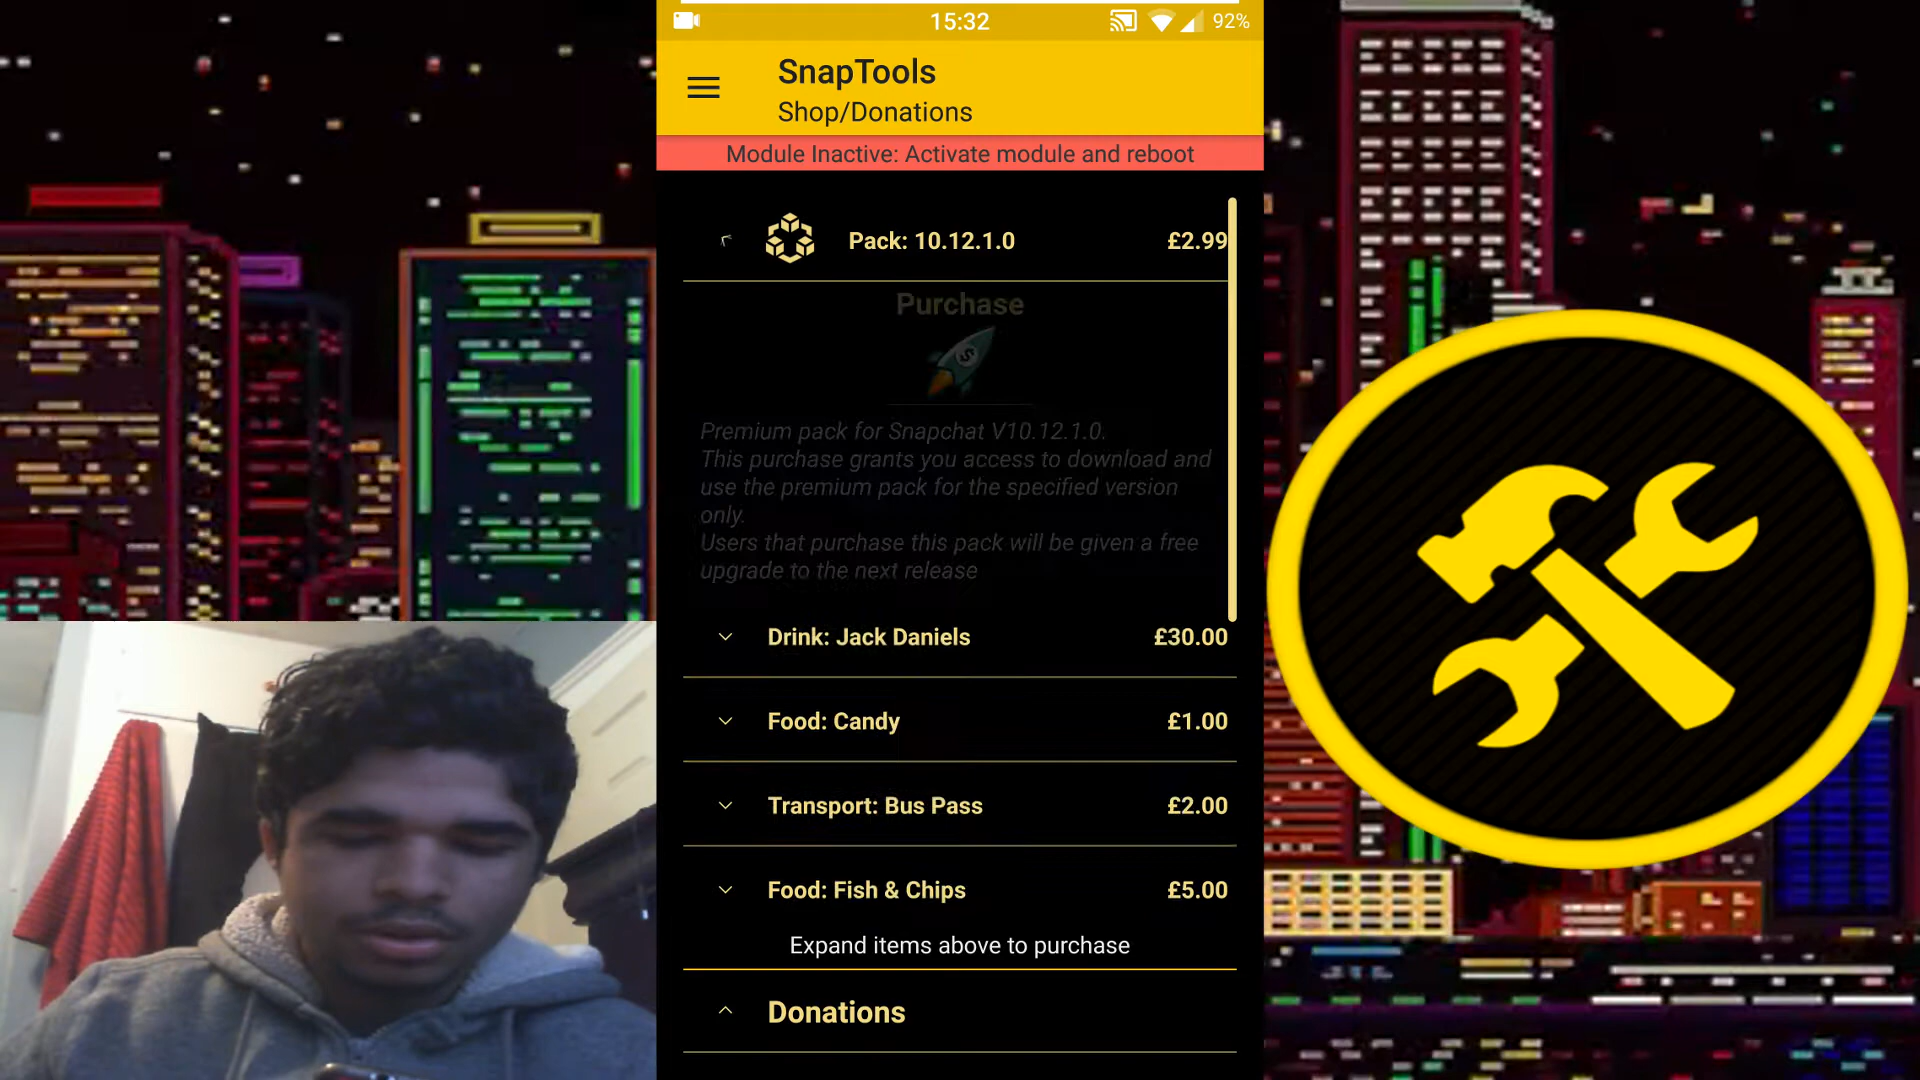 15:32
92%
SnapTools
Shop/Donations
Module Inactive: Activate module and reboot
Pack: 10.12.1.0 £2.99
Purchase
$
Premium pack for Snapchat V10.12.1.0.
This purchase grants you access to download and
use the premium pack for the specified version
only.
Users that purchase this pack will be given a free
upgrade to the next release
Drink: Jack Daniels £30.00
Food: Candy £1.00
Transport: Bus Pass £2.00
Food: Fish & Chips £5.00
Expand items above to purchase
Donations